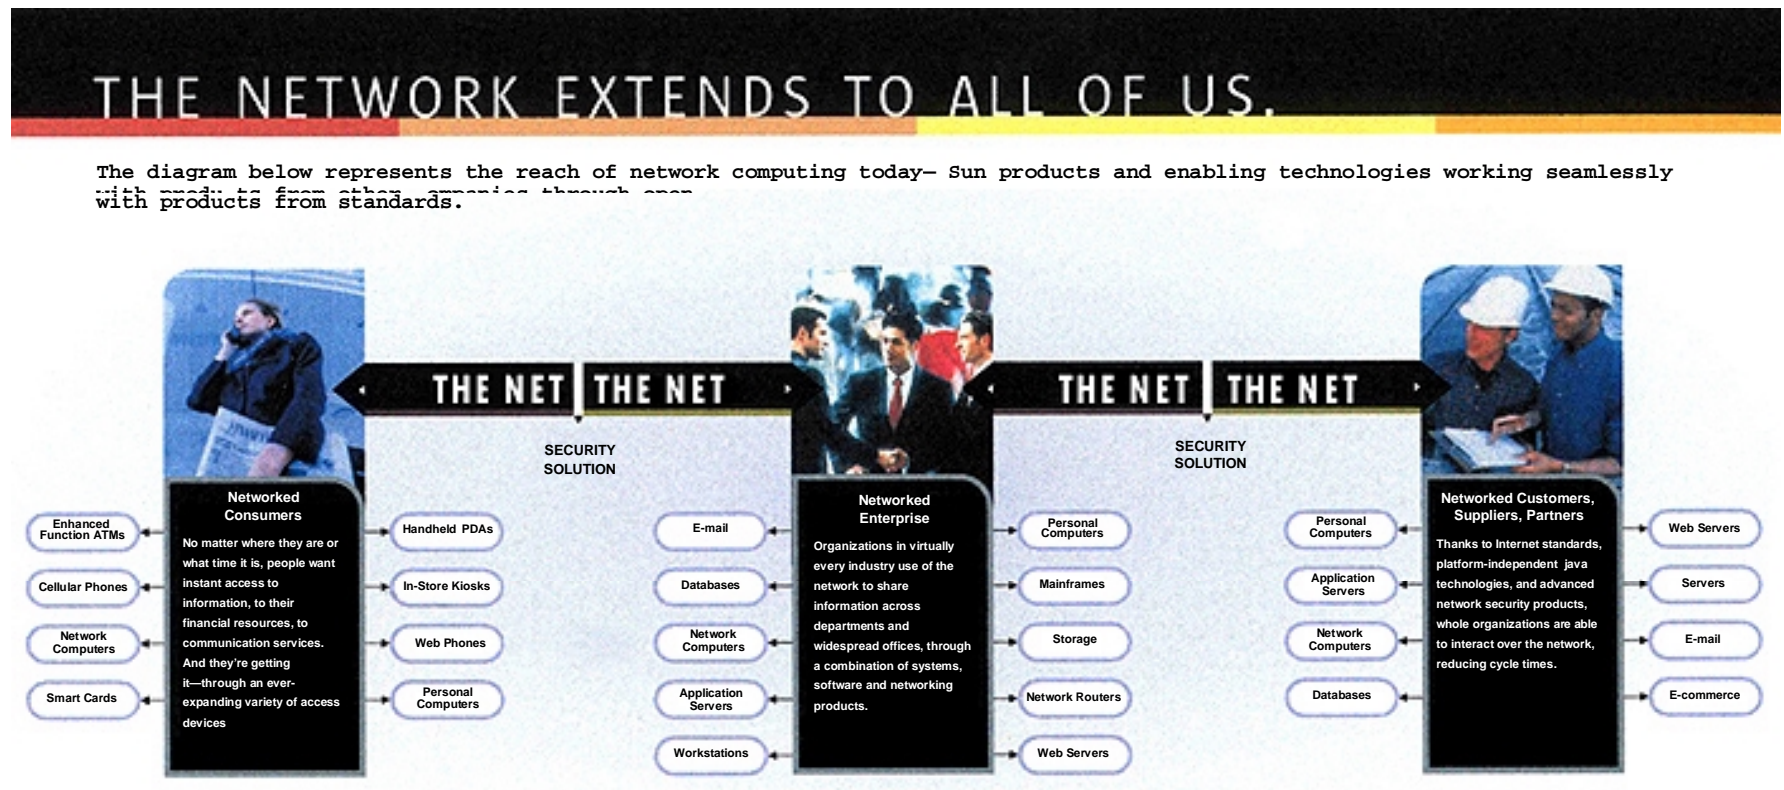 THE NETWORK EXTENDS TO ALL OF US.
The diagram below represents the reach of network computing today— Sun products and enabling technologies working seamlessly
with products from standards.
THE NET THE NET
THE NET THE NET
SECURITY
SOLUTION
SECURITY
SOLUTION
Networked
Consumers
No matter where they are or
what time it is, people want
instant access to
information, to their
financial resources, to
communication services.
And they're getting
it—through an ever-
expanding variety of access
devices
Enhanced
Function ATMs
Cellular Phones
Network
Computers
Smart Cards
Handheld PDAs
In-Store Kiosks
Web Phones
Personal
Computers
Networked
Enterprise
Organizations in virtually
every industry use of the
network to share
information across
departments and
widespread offices, through
a combination of systems,
software and networking
products.
E-mail
Databases
Network
Computers
Application
Servers
Workstations
Personal
Computers
Mainframes
Storage
Network Routers
Web Servers
Networked Customers,
Suppliers, Partners
Thanks to Internet standards,
platform-independent java
technologies, and advanced
network security products,
whole organizations are able
to interact over the network,
reducing cycle times.
Personal
Computers
Application
Servers
Network
Computers
Databases
Web Servers
Servers
E-mail
E-commerce